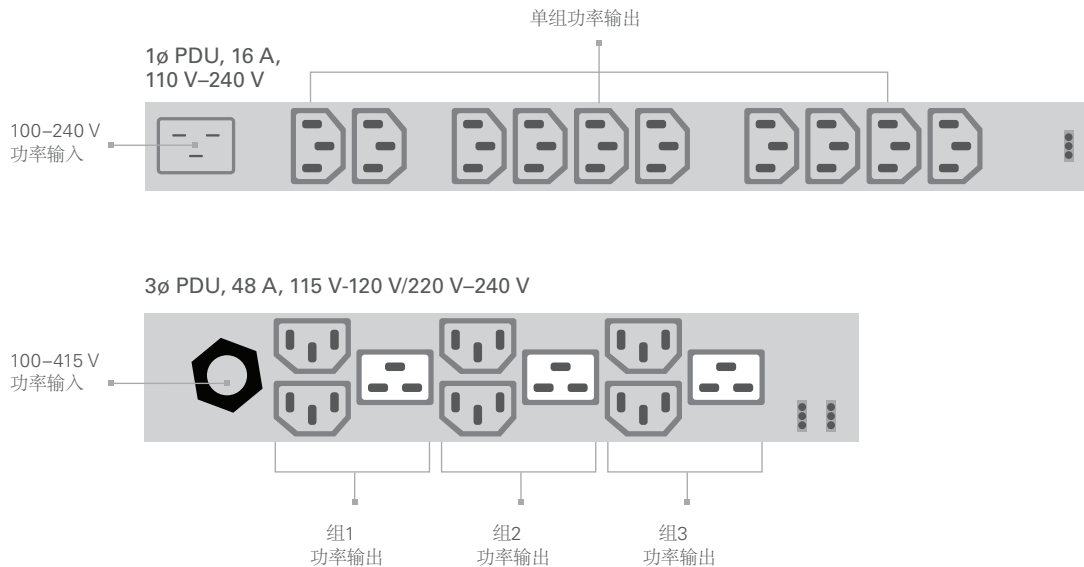 单组功率输出
1ø PDU, 16 A,
110 V–240 V
100–240 V
功率输入
3ø PDU, 48 A, 115 V-120 V/220 V–240 V
100–415 V
功率输入
组1
功率输出
组2
功率输出
组3
功率输出